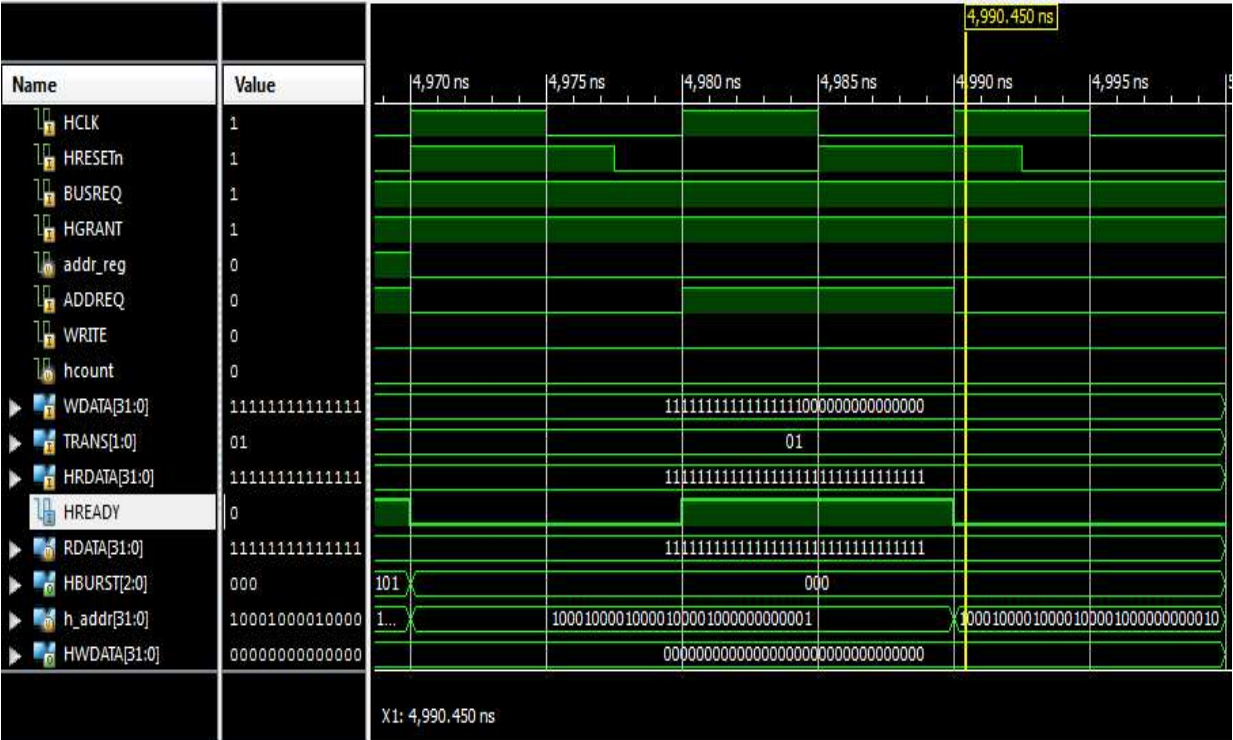 4,990.450 ns
Name Value 4,970 ns 4,975 ns 4,980 ns 4,985 ns 4,990 ns 4,995 ns
HCLK 1
HRESETn 1
BUSREQ 1
HGRANT 1
addr_reg 0
ADDREQ 0
WRITE 0
hcount 0
WDATA[31:0] 11111111111111
TRANS[1:0] 01 01
HRDATA[31:0] 11111111111111 11111111111111111111111111111111
HREADY 0
RDATA[31:0] 11111111111111 11111111111111111111111111111111
HBURST[2:0] 000 101 000
h_addr[31:0] 10001000010000 1...
HWDATA[31:0] 00000000000000 00000000000000000000000000000000
X1: 4,990.450 ns